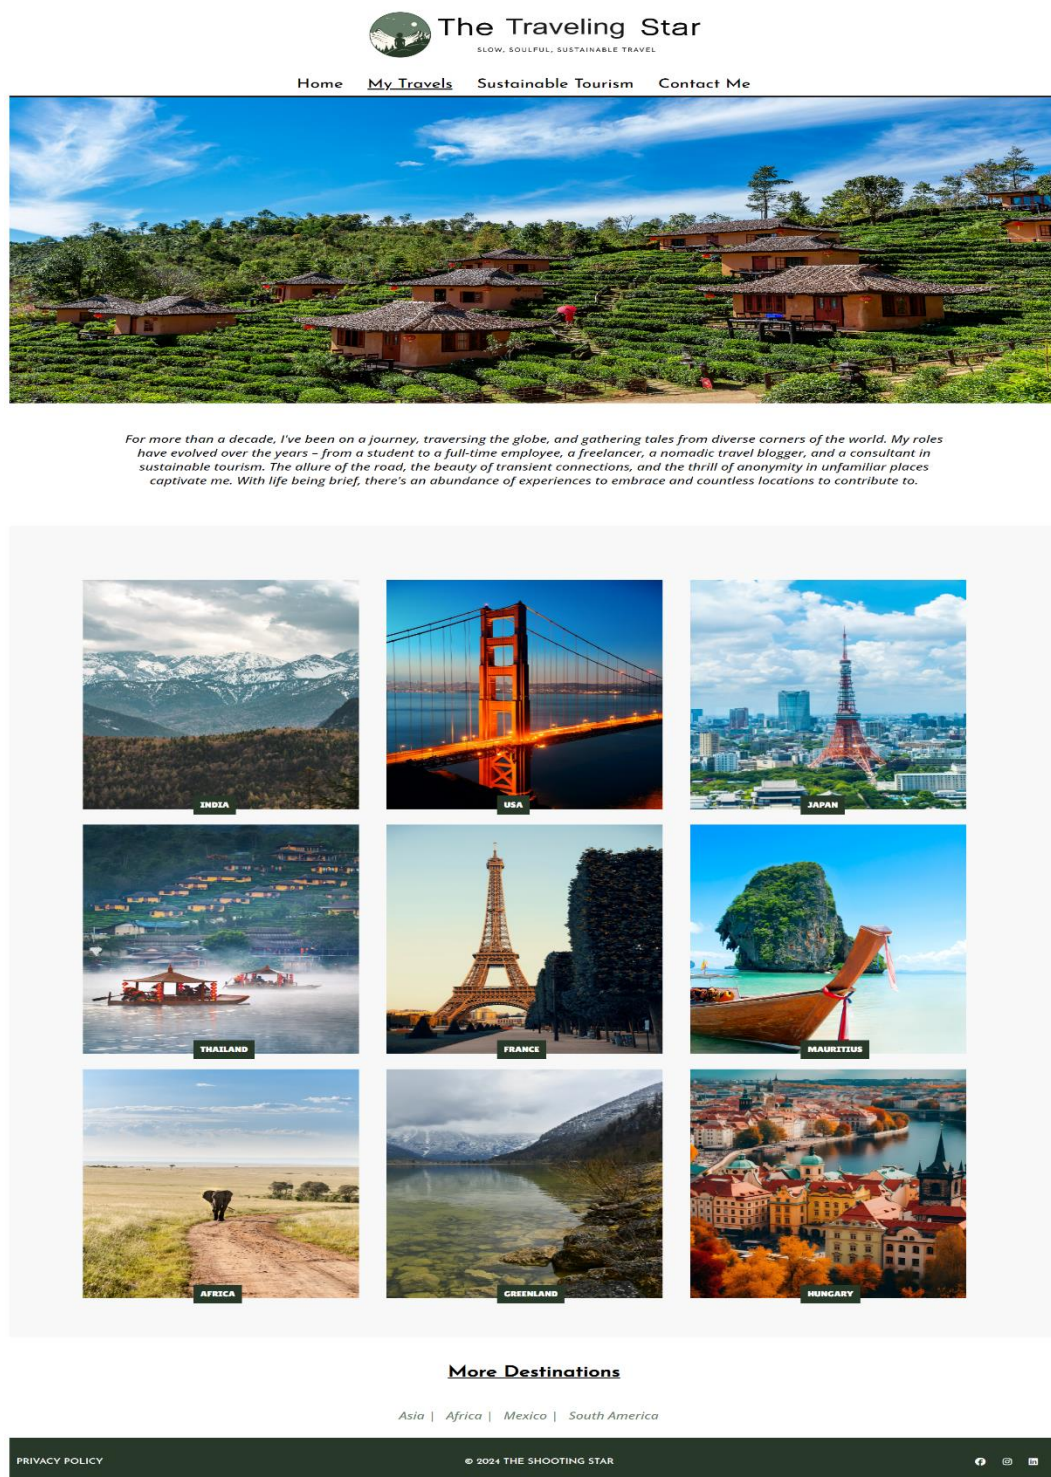 The Traveling Star
SLOW, SOULFUL, SUSTAINABLE TRAVEL
Home My Travels Sustainable Tourism Contact Me
For more than a decade, I've been on a journey, traversing the globe, and gathering tales from diverse corners of the world. My roles
have evolved over the years – from a student to a full-time employee, a freelancer, a nomadic travel blogger, and a consultant in
sustainable tourism. The allure of the road, the beauty of transient connections, and the thrill of anonymity in unfamiliar places
captivate me. With life being brief, there's an abundance of experiences to embrace and countless locations to contribute to.
INDIA
USA
JAPAN
THAILAND
FRANCE
MAURITIUS
AFRICA
GREENLAND
HUNGARY
More Destinations
Asia | Africa | Mexico | South America
PRIVACY POLICY
© 2024 THE SHOOTING STAR